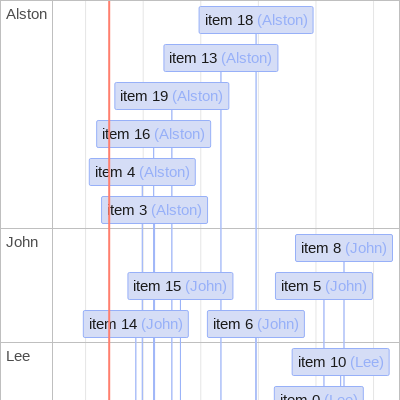 Alston
item 18 (Alston)
item 13 (Alston)
item 19 (Alston)
item 16 (Alston)
item 4 (Alston)
item 3 (Alston)
John
item 8 (John)
item 15 (John)
item 5 (John)
item 14 (John)
item 6 (John)
Lee
item 10 (Lee)
item 0 (Lee)